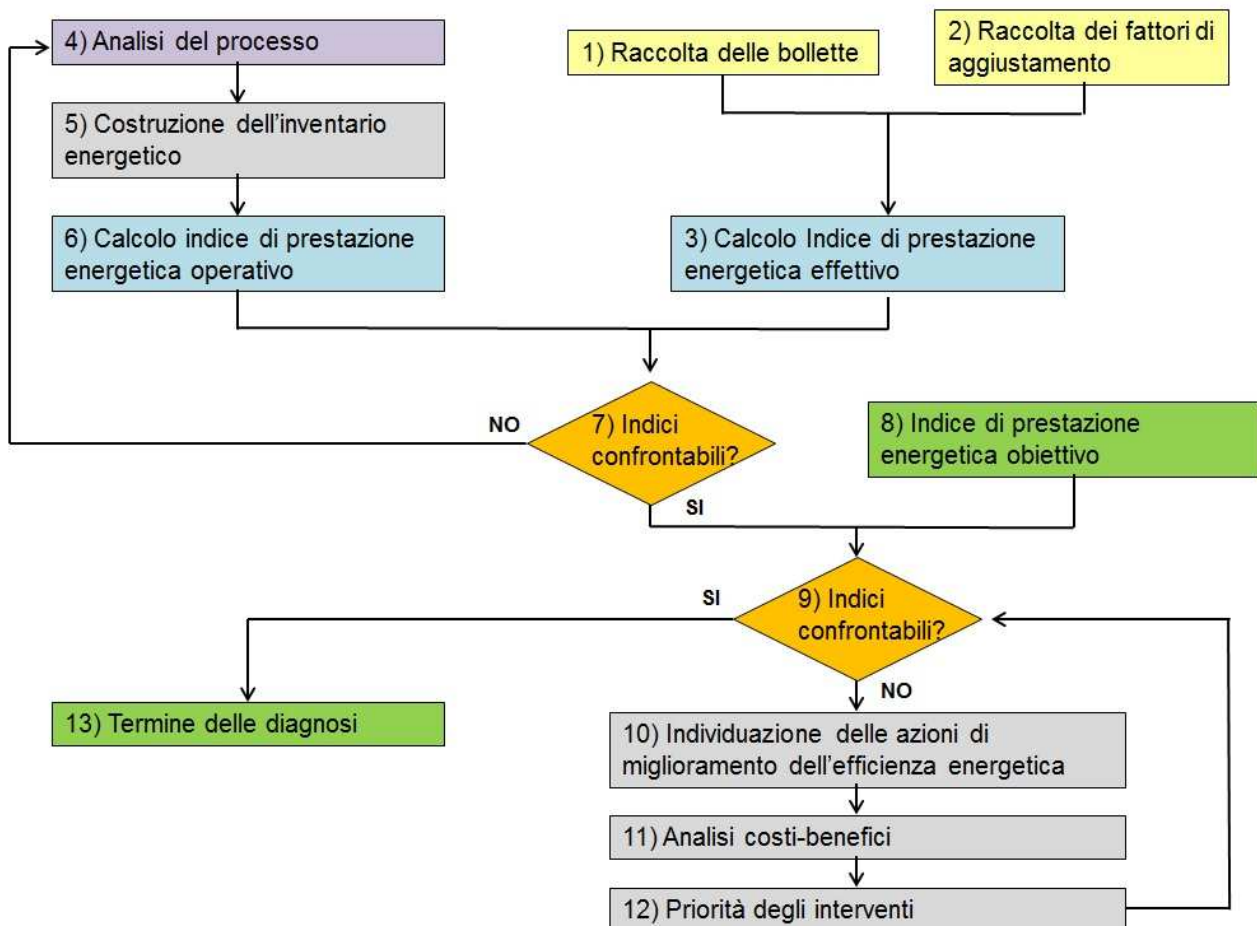 4) Analisi del processo
1) Raccolta delle bollette
2) Raccolta dei fattori di
aggiustamento
5) Costruzione dell'inventario
energetico
6) Calcolo indice di prestazione
energetica operativo
3) Calcolo Indice di prestazione
energetica effettivo
NO
7) Indici
confrontabili?
8) Indice di prestazione
energetica obiettivo
SI
SI
9) Indici
confrontabili?
NO
13) Termine delle diagnosi
10) Individuazione delle azioni di
miglioramento dell'efficienza energetica
11) Analisi costi-benefici
12) Priorità degli interventi